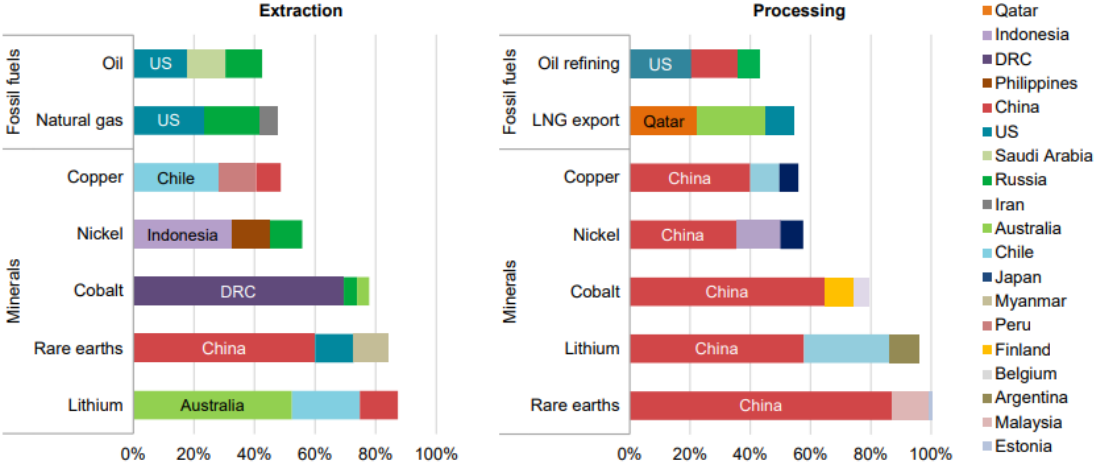 Extraction
Fossil fuels
Oil
US
Natural gas
US
Minerals
Copper
Chile
Nickel
Indonesia
Cobalt
DRC
Rare earths
China
Lithium
Australia
0% 20% 40% 60% 80% 100%
Processing
Fossil fuels
Oil refining
US
LNG export
Qatar
Minerals
Copper
China
Nickel
China
Cobalt
China
Lithium
China
Rare earths
China
0% 20% 40% 60% 80% 100%
Qatar
Indonesia
DRC
Philippines
China
US
Saudi Arabia
Russia
Iran
Australia
Chile
Japan
Myanmar
Peru
Finland
Belgium
Argentina
Malaysia
Estonia